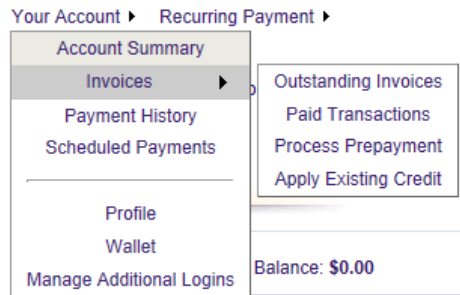 Your Account Recurring Payment
Account Summary
Invoices
Payment History
Scheduled Payments
Profile
Wallet
Manage Additional Logins
Outstanding Invoices
Paid Transactions
Process Prepayment
Apply Existing Credit
Balance: $0.00